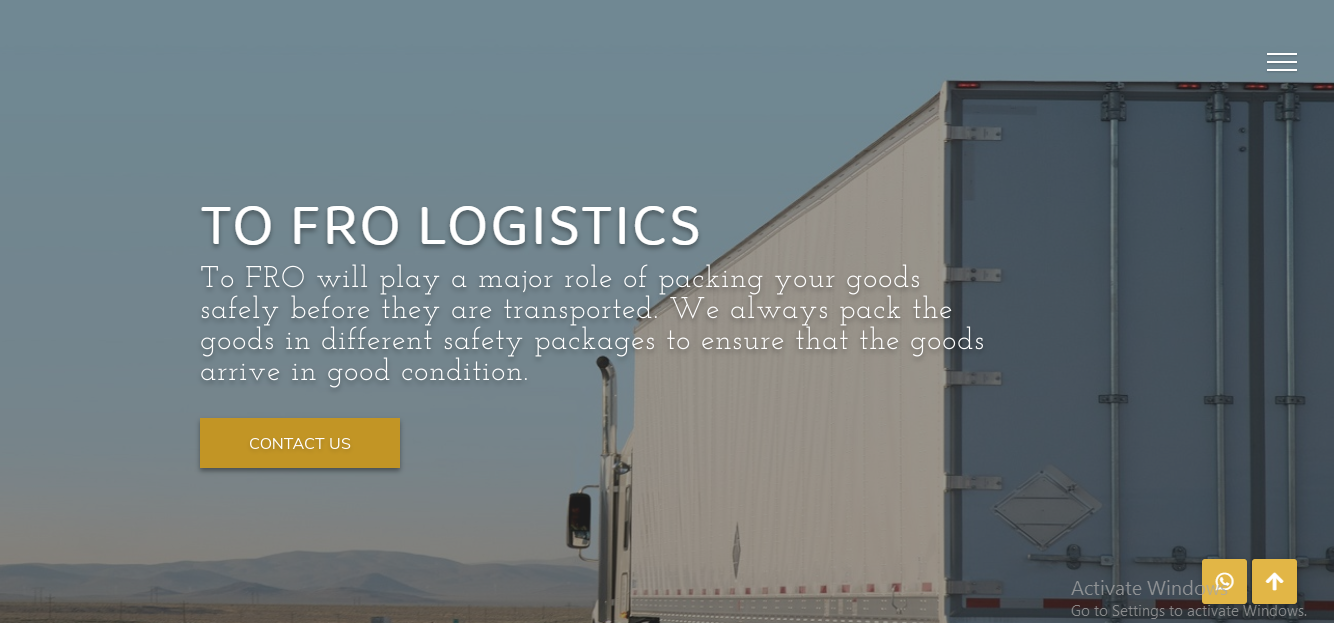 TO FRO LOGISTICS
To FRO will play a major role of packing your goods
safely before they are transported. We always pack the
goods in different safety packages to ensure that the goods
arrive in good condition.
CONTACT US
Activate Windows
Go to Settings to activate Windows.